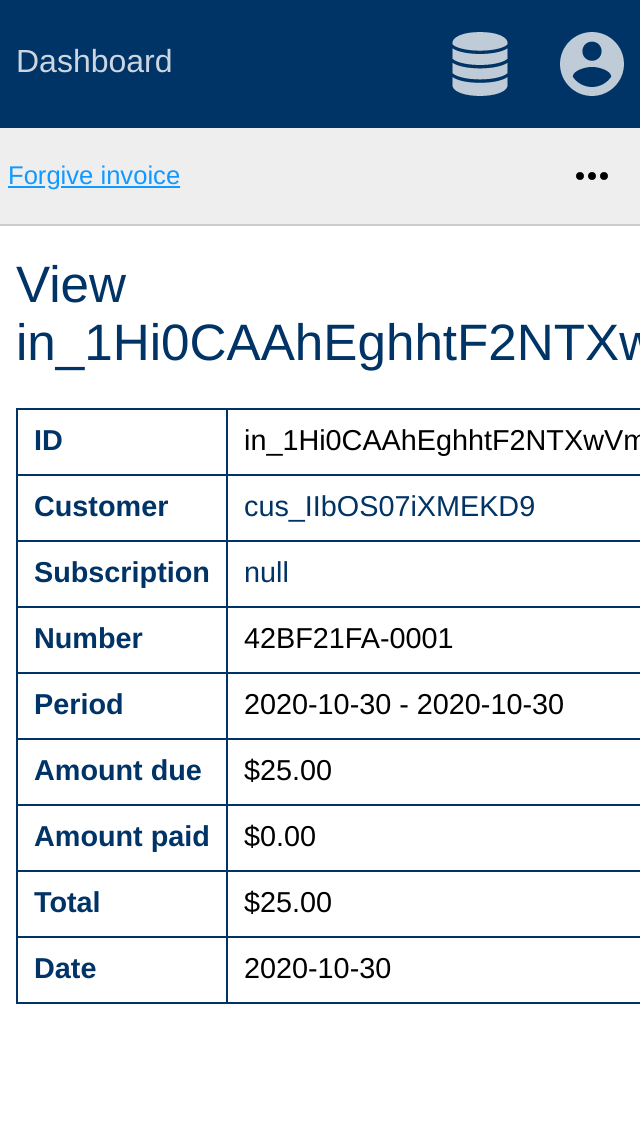 Dashboard
Forgive invoice
View
in_1Hi0CAAhEghhtF2NTXw
ID in_1Hi0CAAhEghhtF2NTXwVm
Customer cus_IIbOS07iXMEKD9
Subscription null
Number 42BF21FA-0001
Period 2020-10-30 - 2020-10-30
Amount due $25.00
Amount paid $0.00
Total $25.00
Date 2020-10-30